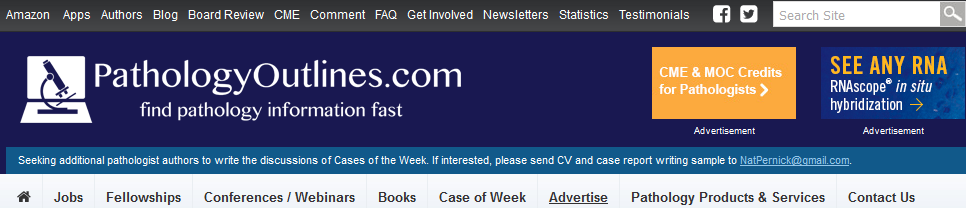 Amazon Apps Authors Blog Board Review CME Comment FAQ Get Involved Newsletters Statistics Testimonials Search Site
PathologyOutlines.com
find pathology information fast
CME & MOC Credits
for Pathologists
Advertisement
SEE ANY RNA
RNAscope® in situ
hybridization →
Advertisement
Seeking additional pathologist authors to write the discussions of Cases of the Week. If interested, please send CV and case report writing sample to NatPernick@gmail.com.
Jobs Fellowships Conferences / Webinars Books Case of Week Advertise Pathology Products & Services Contact Us